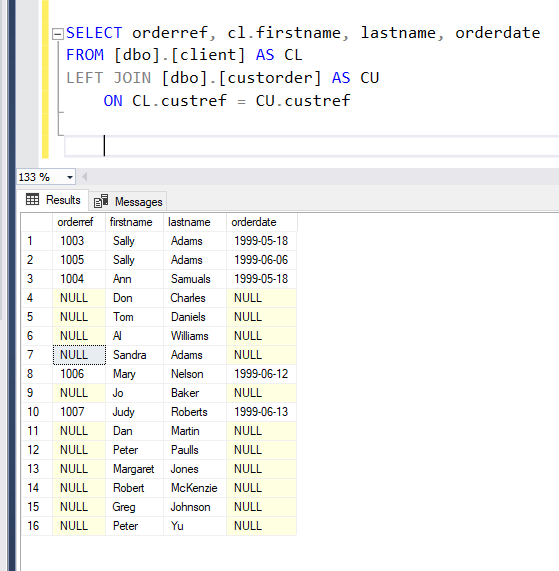 SELECT orderref, cl.firstname, lastname, orderdate
FROM [dbo].[client] AS CL
LEFT JOIN [dbo].[custorder] AS CU
ON CL.custref = CU.custref
133 %
Results Messages
orderref firstname lastname orderdate
1 1003 Sally Adams 1999-05-18
2 1005 Sally Adams 1999-06-06
3 1004 Ann Samuals 1999-05-18
4 NULL Don Charles NULL
5 NULL Tom Daniels NULL
6 NULL Al Williams NULL
7 NULL Sandra Adams NULL
8 1006 Mary Nelson 1999-06-12
9 NULL Jo Baker NULL
10 1007 Judy Roberts 1999-06-13
11 NULL Dan Martin NULL
12 NULL Peter Paulls NULL
13 NULL Margaret Jones NULL
14 NULL Robert McKenzie NULL
15 NULL Greg Johnson NULL
16 NULL Peter Yu NULL